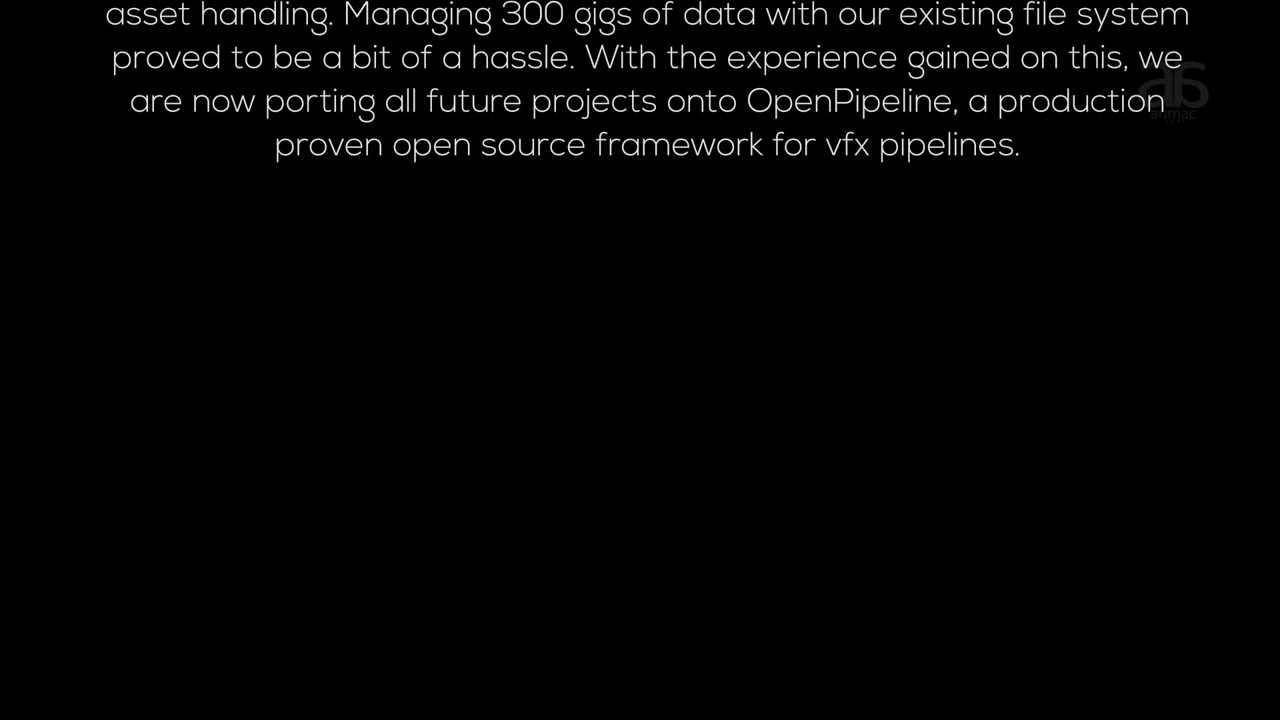 asset handling. Managing 300 gigs of data with our existing file system
proved to be a bit of a hassle. With the experience gained on this, we
are now porting all future projects onto OpenPipeline, a production
proven open source framework for vfx pipelines.
arimac